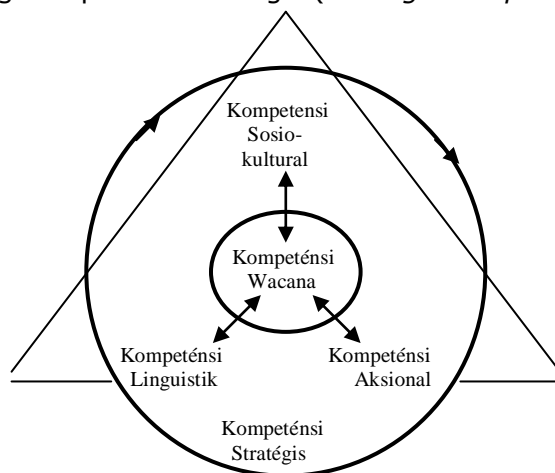 Kompetensi
Sosio-
kultural
Kompeténsi
Wacana
Kompeténsi
Linguistik
Kompeténsi
Aksional
Kompeténsi
Stratégis